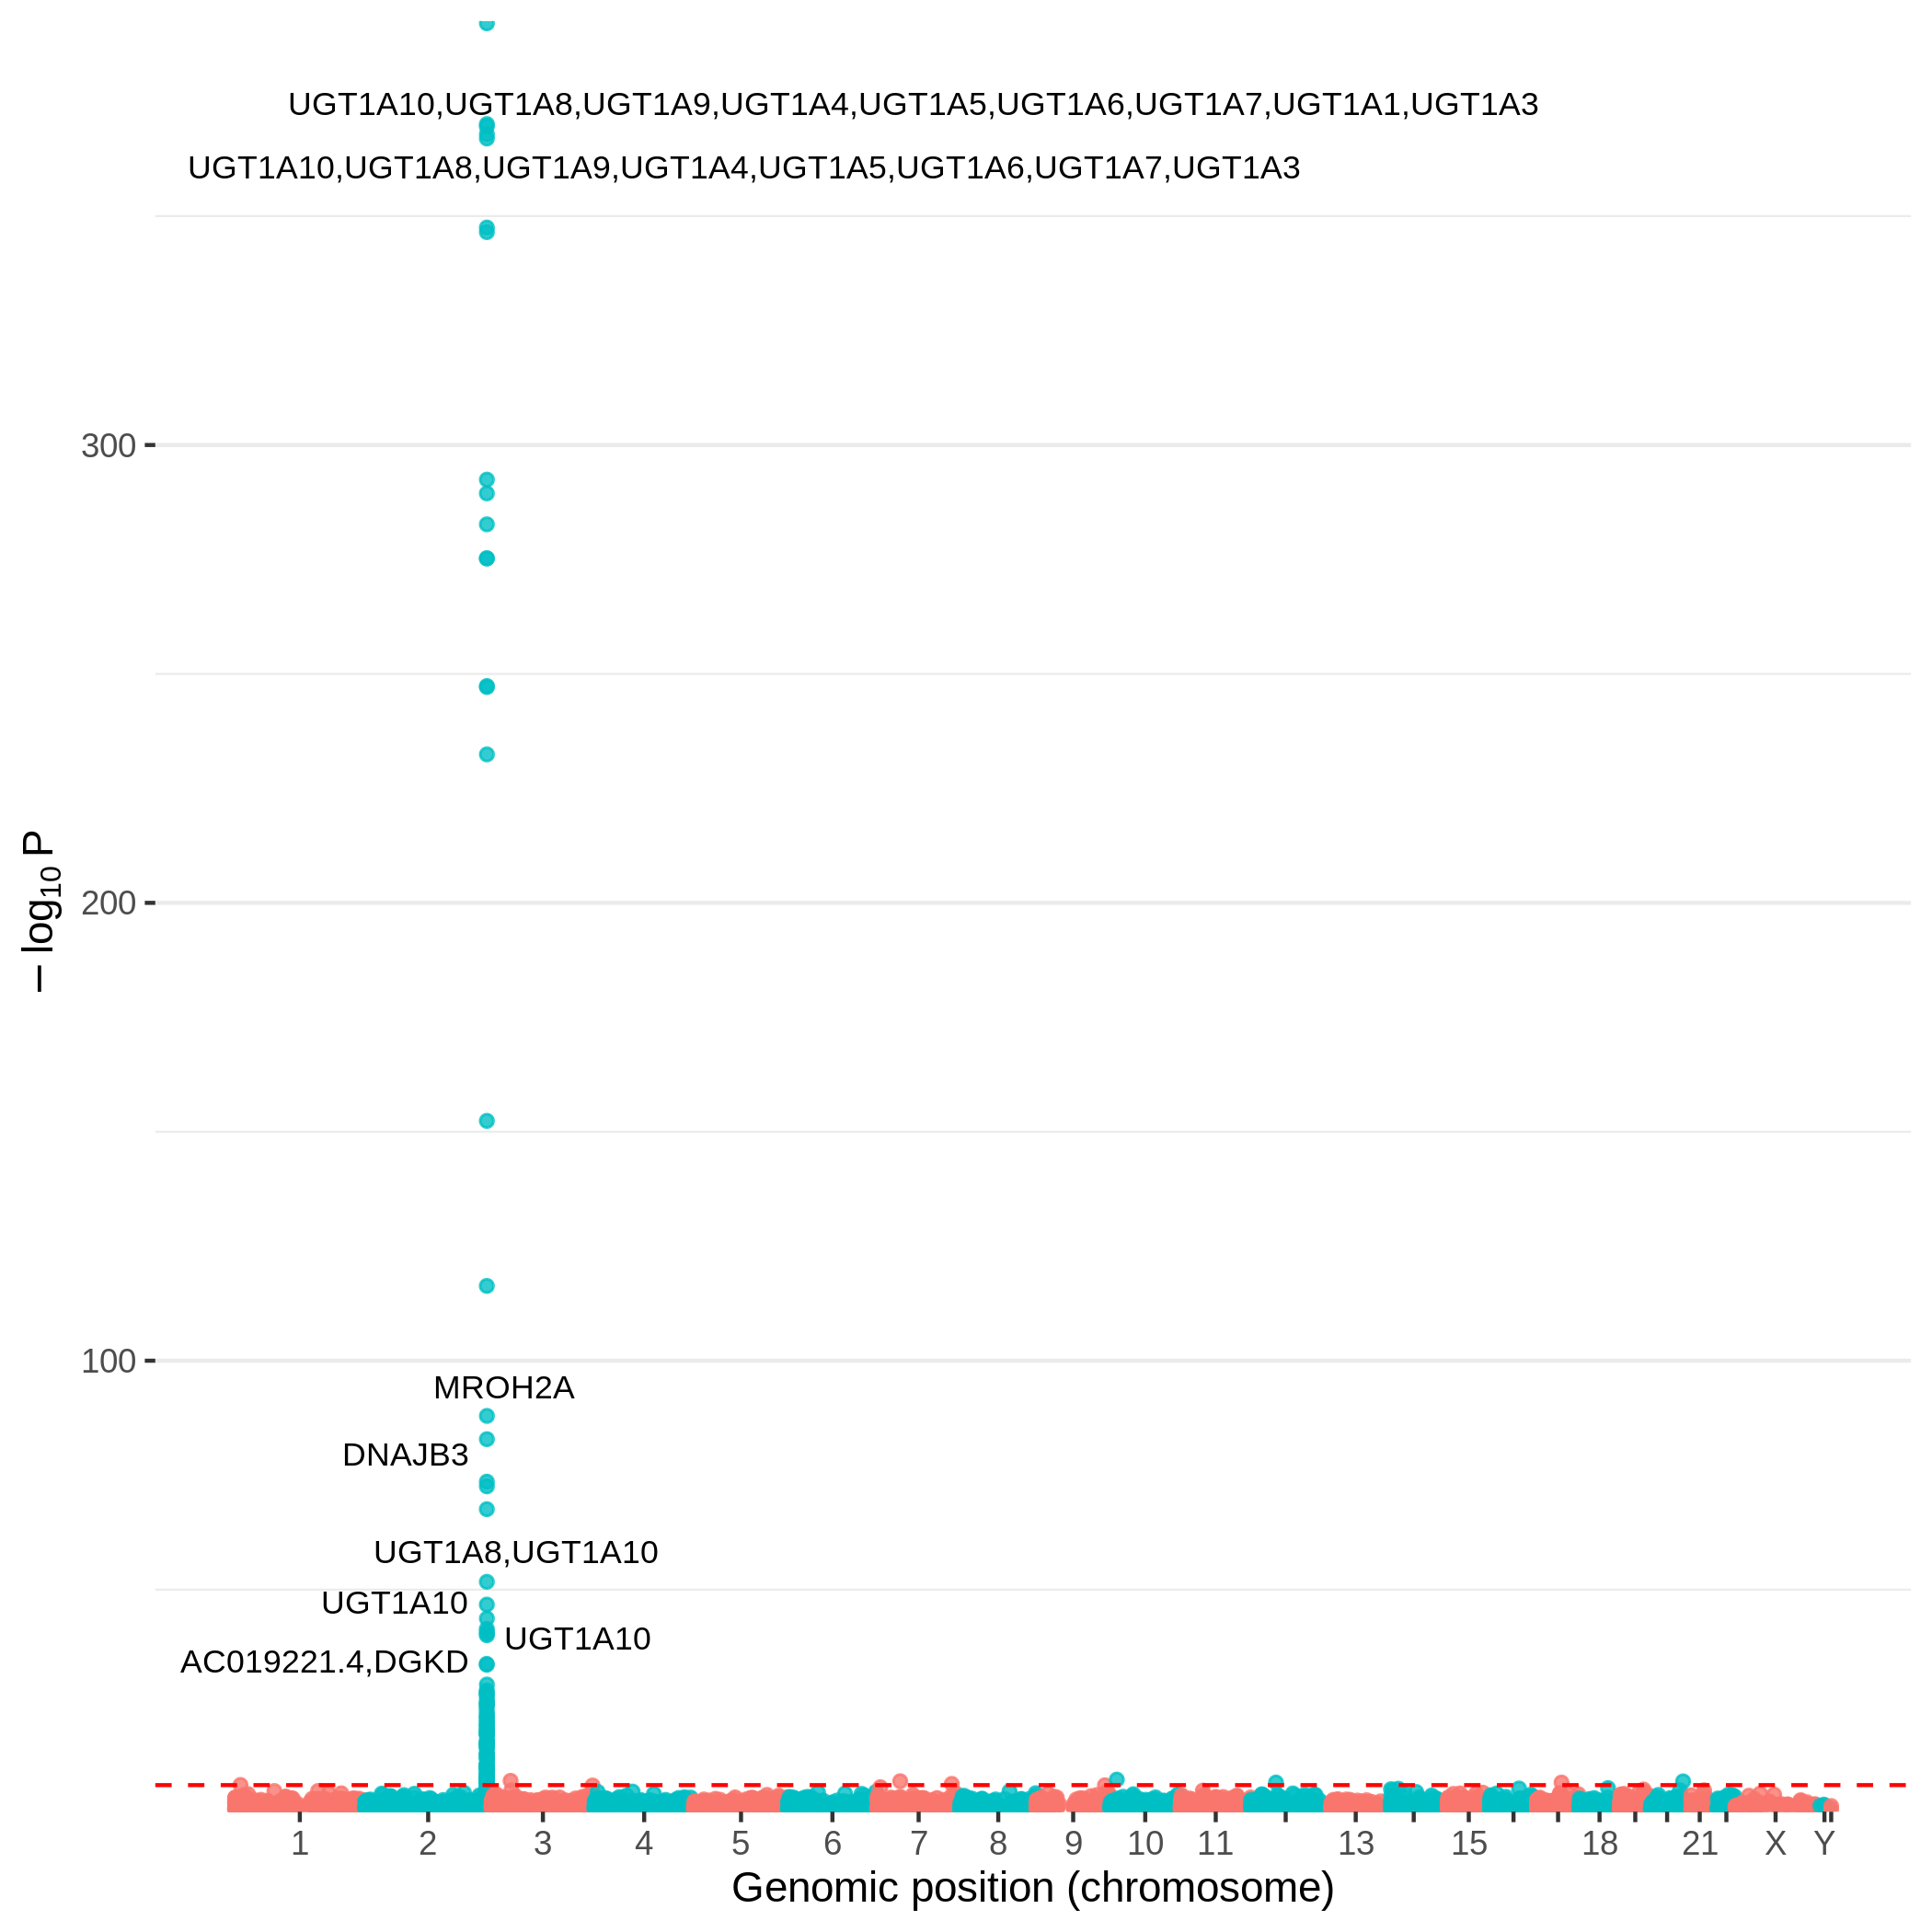 UGT1A10,UGT1A8,UGT1A9,UGT1A4,UGT1A5,UGT1A6,UGT1A7,UGT1A1,UGT1A3
UGT1A10,UGT1A8,UGT1A9,UGT1A4,UGT1A5,UGT1A6,UGT1A7,UGT1A3
300
200
100
− log10 P
MROH2A
DNAJB3
UGT1A8,UGT1A10
UGT1A10
UGT1A10
AC019221.4,DGKD
1 2 3 4 5 6 7 8 9 10 11 13 15 18 21 X Y
Genomic position (chromosome)